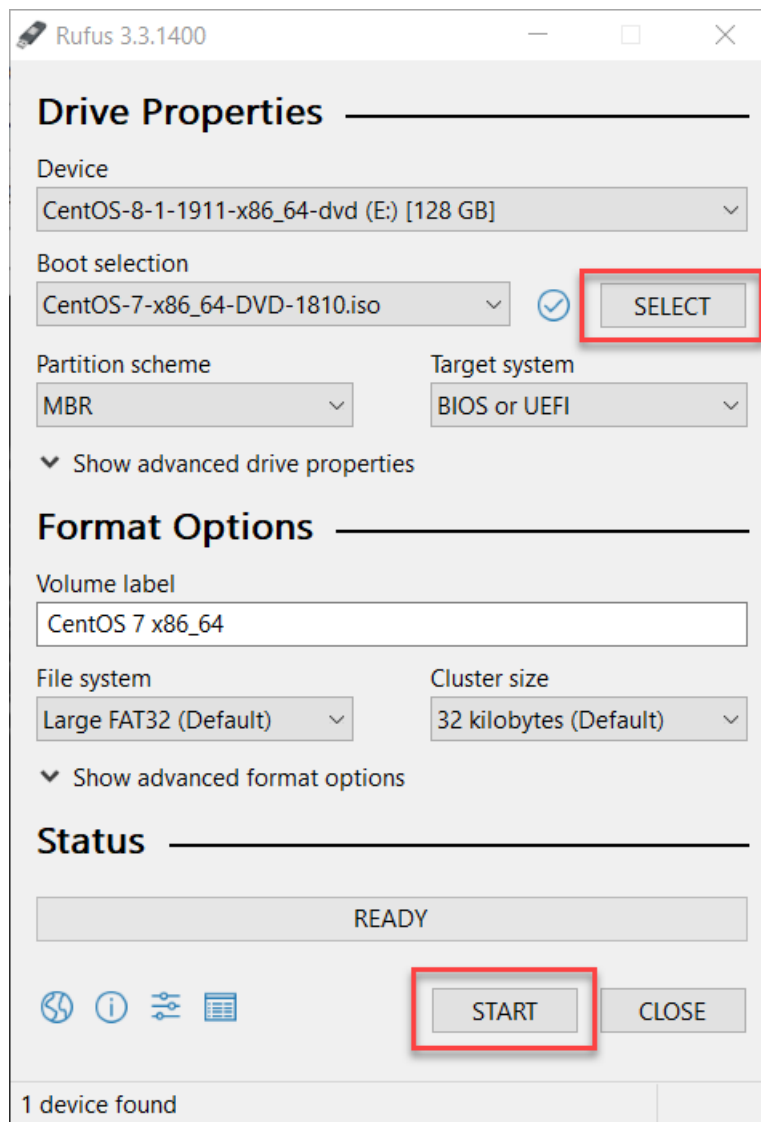 Rufus 3.3.1400
Drive Properties
Device
CentOS-8-1-1911-x86_64-dvd (E:) [128 GB]
Boot selection
CentOS-7-x86_64-DVD-1810.iso
SELECT
Partition scheme
Target system
MBR
BIOS or UEFI
Show advanced drive properties
Format Options
Volume label
CentOS 7 x86_64
File system
Cluster size
Large FAT32 (Default)
32 kilobytes (Default)
Show advanced format options
Status
READY
START
CLOSE
1 device found